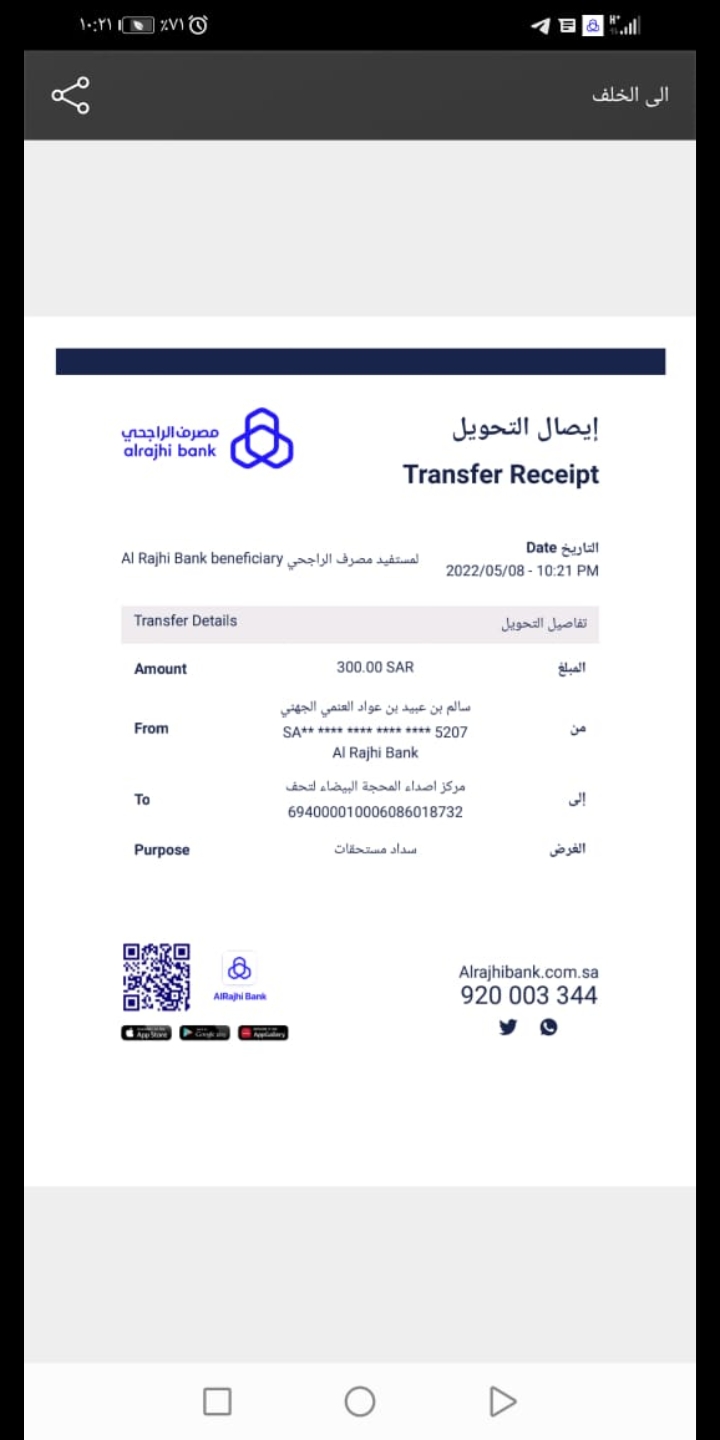 ١٠:٢١ ٪٧١
الى الخلف
إيصال التحويل
مصرف الراجحي
alrajhi bank
Transfer Receipt
التاريخ Date
لمستفيد مصرف الراجحي Al Rajhi Bank beneficiary
2022/05/08 - 10:21 PM
Transfer Details تفاصيل التحويل
Amount 300.00 SAR المبلغ
سالم بن عبيد بن عواد العنمي الجهني
From SA** **** **** **** **** 5207 من
Al Rajhi Bank
مركز اصداء المحجة البيضاء لتحف
To إلى
694000010006086018732
Purpose سداد مستحقات الغرض
Alrajhibank.com.sa
AlRajhi Bank
920 003 344
App Store Google play AppGallery